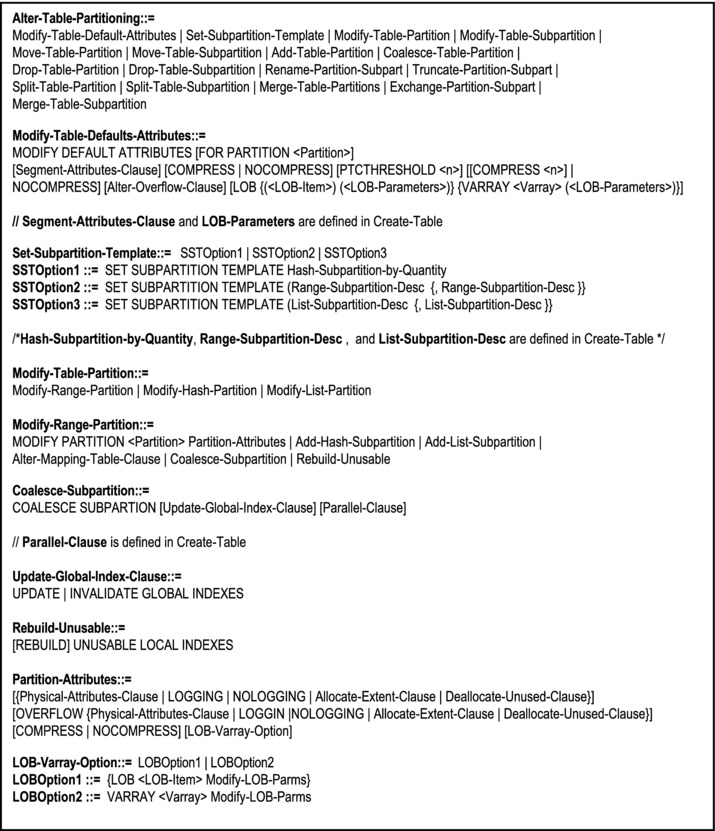 Alter-Table-Partitioning::=
Modify-Table-Default-Attributes | Set-Subpartition-Template | Modify-Table-Partition | Modify-Table-Subpartition |
Move-Table-Partition | Move-Table-Subpartition | Add-Table-Partition | Coalesce-Table-Partition |
Drop-Table-Partition | Drop-Table-Subpartition | Rename-Partition-Subpart | Truncate-Partition-Subpart |
Split-Table-Partition | Split-Table-Subpartition | Merge-Table-Partitions | Exchange-Partition-Subpart |
Merge-Table-Subpartition
Modify-Table-Defaults-Attributes::=
MODIFY DEFAULT ATTRIBUTES [FOR PARTITION <Partition>]
[Segment-Attributes-Clause] [COMPRESS | NOCOMPRESS] [PTCTHRESHOLD <n>] [[COMPRESS <n>] |
NOCOMPRESS] [Alter-Overflow-Clause] [LOB {(<LOB-Item>) (<LOB-Parameters>)} {VARRAY <Varray> (<LOB-Parameters>)}]
// Segment-Attributes-Clause and LOB-Parameters are defined in Create-Table
Set-Subpartition-Template::= SSTOption1 | SSTOption2 | SSTOption3
SSTOption1 ::= SET SUBPARTITION TEMPLATE Hash-Subpartition-by-Quantity
SSTOption2 ::= SET SUBPARTITION TEMPLATE (Range-Subpartition-Desc {, Range-Subpartition-Desc }}
SSTOption3 ::= SET SUBPARTITION TEMPLATE (List-Subpartition-Desc {, List-Subpartition-Desc }}
/*Hash-Subpartition-by-Quantity, Range-Subpartition-Desc , and List-Subpartition-Desc are defined in Create-Table */
Modify-Table-Partition::=
Modify-Range-Partition | Modify-Hash-Partition | Modify-List-Partition
Modify-Range-Partition::=
MODIFY PARTITION <Partition> Partition-Attributes | Add-Hash-Subpartition | Add-List-Subpartition |
Alter-Mapping-Table-Clause | Coalesce-Subpartition | Rebuild-Unusable
Coalesce-Subpartition::=
COALESCE SUBPARTION [Update-Global-Index-Clause] [Parallel-Clause]
// Parallel-Clause is defined in Create-Table
Update-Global-Index-Clause::=
UPDATE | INVALIDATE GLOBAL INDEXES
Rebuild-Unusable::=
[REBUILD] UNUSABLE LOCAL INDEXES
Partition-Attributes::=
[{Physical-Attributes-Clause | LOGGING | NOLOGGING | Allocate-Extent-Clause | Deallocate-Unused-Clause}]
[OVERFLOW {Physical-Attributes-Clause | LOGGIN |NOLOGGING | Allocate-Extent-Clause | Deallocate-Unused-Clause}]
[COMPRESS | NOCOMPRESS] [LOB-Varray-Option]
LOB-Varray-Option::= LOBOption1 | LOBOption2
LOBOption1 ::= {LOB <LOB-Item> Modify-LOB-Parms}
LOBOption2 ::= VARRAY <Varray> Modify-LOB-Parms